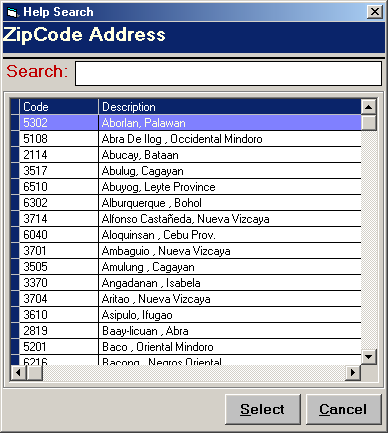 Help Search
ZipCode Address
Search:
Code Description
5302 Aborlan, Palawan
5108 Abra De Ilog , Occidental Mindoro
2114 Abucay, Bataan
3517 Abulug, Cagayan
6510 Abuyog, Leyte Province
6302 Alburquerque , Bohol
3714 Alfonso Castañeda, Nueva Vizcaya
6040 Aloquinsan , Cebu Prov.
3701 Ambaguio , Nueva Vizcaya
3505 Amulung , Cagayan
3370 Angadanan , Isabela
3704 Aritao , Nueva Vizcaya
3610 Asipulo, Ifugao
2819 Baay-licuan , Abra
5201 Baco , Oriental Mindoro
6216 Bacong , Negros Oriental
Select Cancel